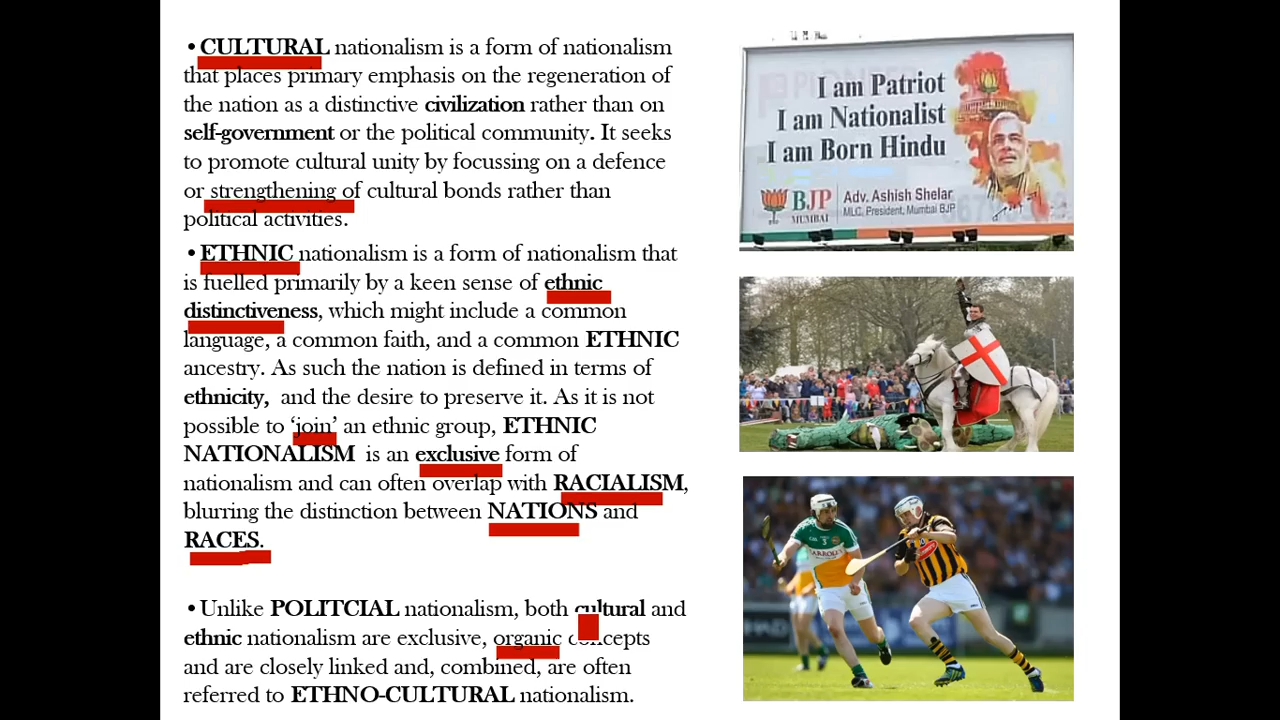 • CULTURAL nationalism is a form of nationalism
that places primary emphasis on the regeneration of
the nation as a distinctive civilization rather than on
self-government or the political community. It seeks
to promote cultural unity by focussing on a defence
or strengthening of cultural bonds rather than
political activities.
• ETHNIC nationalism is a form of nationalism that
is fuelled primarily by a keen sense of ethnic
distinctiveness, which might include a common
language, a common faith, and a common ETHNIC
ancestry. As such the nation is defined in terms of
ethnicity, and the desire to preserve it. As it is not
possible to ‘join’ an ethnic group, ETHNIC
NATIONALISM is an exclusive form of
nationalism and can often overlap with RACIALISM,
blurring the distinction between NATIONS and
RACES.
• Unlike POLITCIAL nationalism, both cultural and
ethnic nationalism are exclusive, organic concepts
and are closely linked and, combined, are often
referred to ETHNO-CULTURAL nationalism.
I am Patriot
I am Nationalist
I am Born Hindu
BJP
MUMBAI
Adv. Ashish Shelar
MLC, President, Mumbai BJP
CARROLLS
3